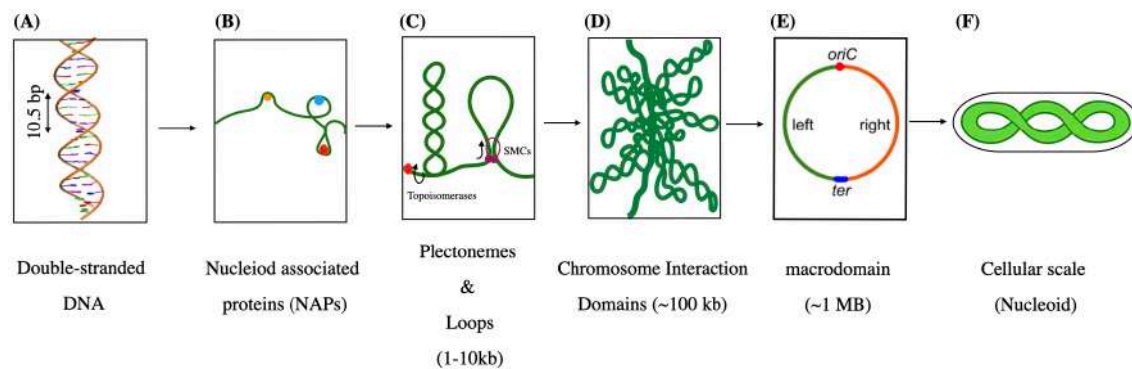 (A)
(B)
(C)
(D)
(E)
(F)
10.5 bp
Topoisomerases
SMCs
oriC
left
right
ter
Double-stranded
DNA
Nucleiod associated
proteins (NAPs)
Plectonemes
&
Loops
(1-10kb)
Chromosome Interaction
Domains (~100 kb)
macrodomain
(~1 MB)
Cellular scale
(Nucleoid)